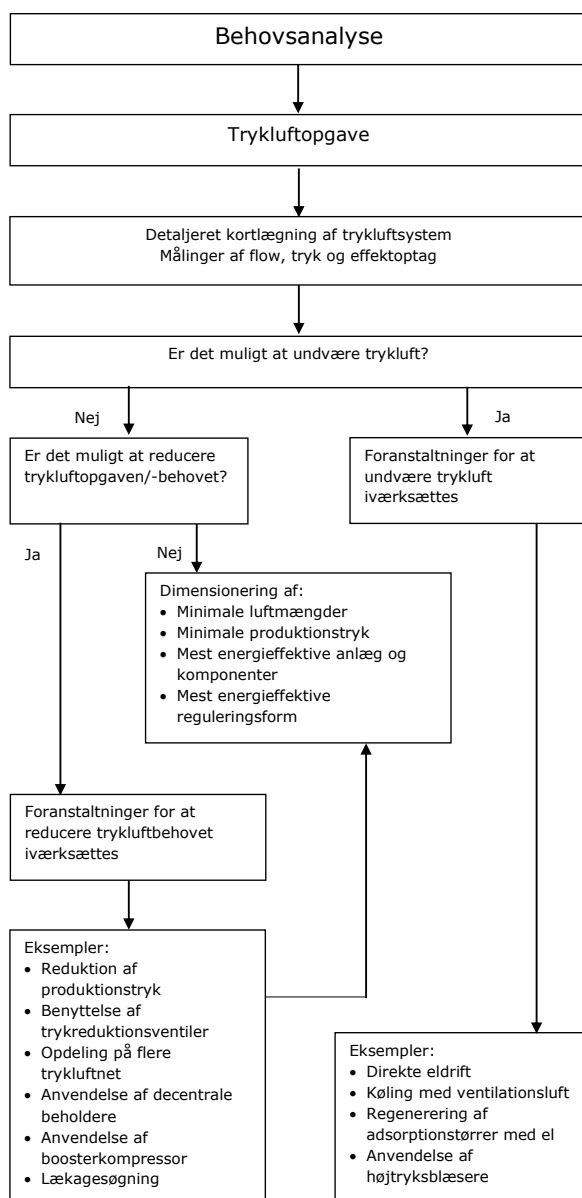 Behovsanalyse
Trykluftopgave
Detaljeret kortlægning af trykluftsystem
Målinger af flow, tryk og effektoptag
Er det muligt at undvære trykluft?
Nej
Ja
Er det muligt at reducere
trykluftopgaven/-behovet?
Foranstaltninger for at
undvære trykluft
iværksættes
Ja
Nej
Dimensionering af:
• Minimale luftmængder
• Minimale produktionstryk
• Mest energieffektive anlæg og
komponenter
• Mest energieffektive
reguleringsform
Foranstaltninger for at
reducere trykluftbehovet
iværksættes
Eksempler:
• Reduktion af
produktionstryk
• Benyttelse af
trykreduktionsventiler
• Opdeling på flere
trykluftnet
• Anvendelse af decentrale
beholdere
• Anvendelse af
boosterkompressor
• Lækagesøgning
Eksempler:
• Direkte eldrift
• Køling med ventilationsluft
• Regenerering af
adsorptionstørrer med el
• Anvendelse af
højtryksblæsere